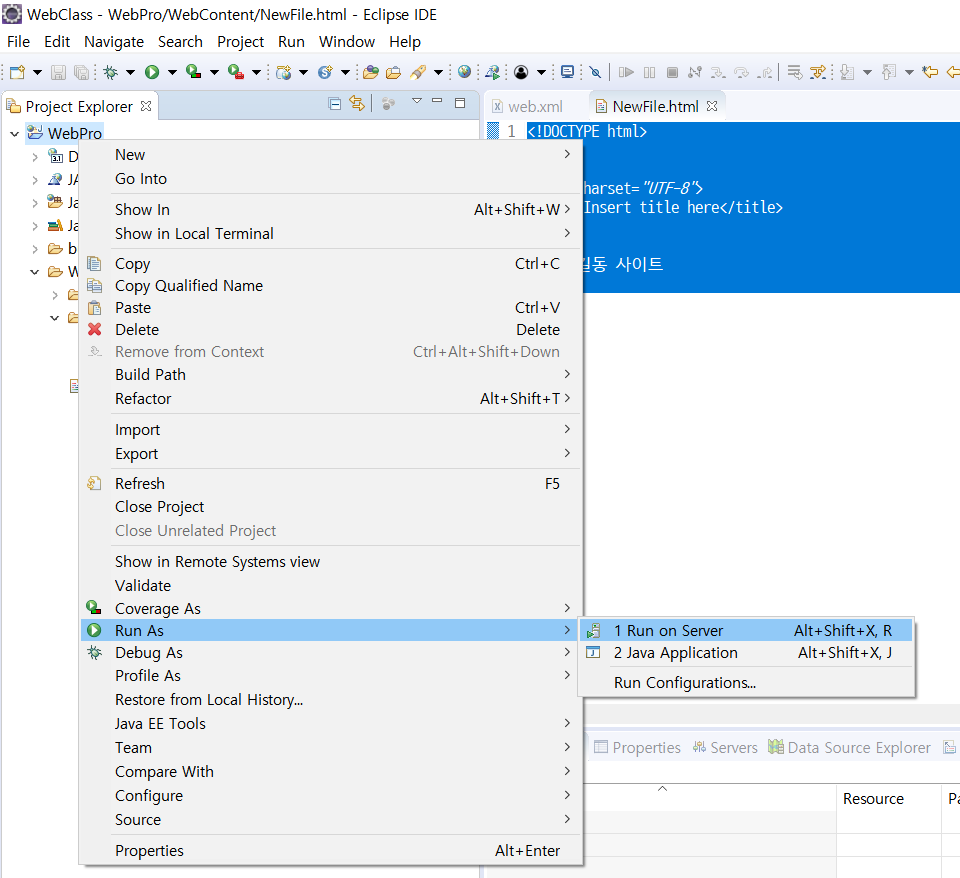 WebClass - WebPro/WebContent/NewFile.html - Eclipse IDE
File Edit Navigate Search Project Run Window Help
Project Explorer
web.xml NewFile.html
WebPro
1 <!DOCTYPE html>
harset="UTF-8">
Insert title here</title>
길동 사이트
D
JA
Ja
Ja
b
W
New
Go Into
Show In Alt+Shift+W
Show in Local Terminal
Copy Ctrl+C
Copy Qualified Name
Paste Ctrl+V
Delete Delete
Remove from Context Ctrl+Alt+Shift+Down
Build Path
Refactor Alt+Shift+T
Import
Export
Refresh F5
Close Project
Close Unrelated Project
Show in Remote Systems view
Validate
Coverage As
Run As
Debug As
Profile As
Restore from Local History...
Java EE Tools
Team
Compare With
Configure
Source
Properties Alt+Enter
1 Run on Server Alt+Shift+X, R
2 Java Application Alt+Shift+X, J
Run Configurations...
Properties Servers Data Source Explorer
Resource Pa